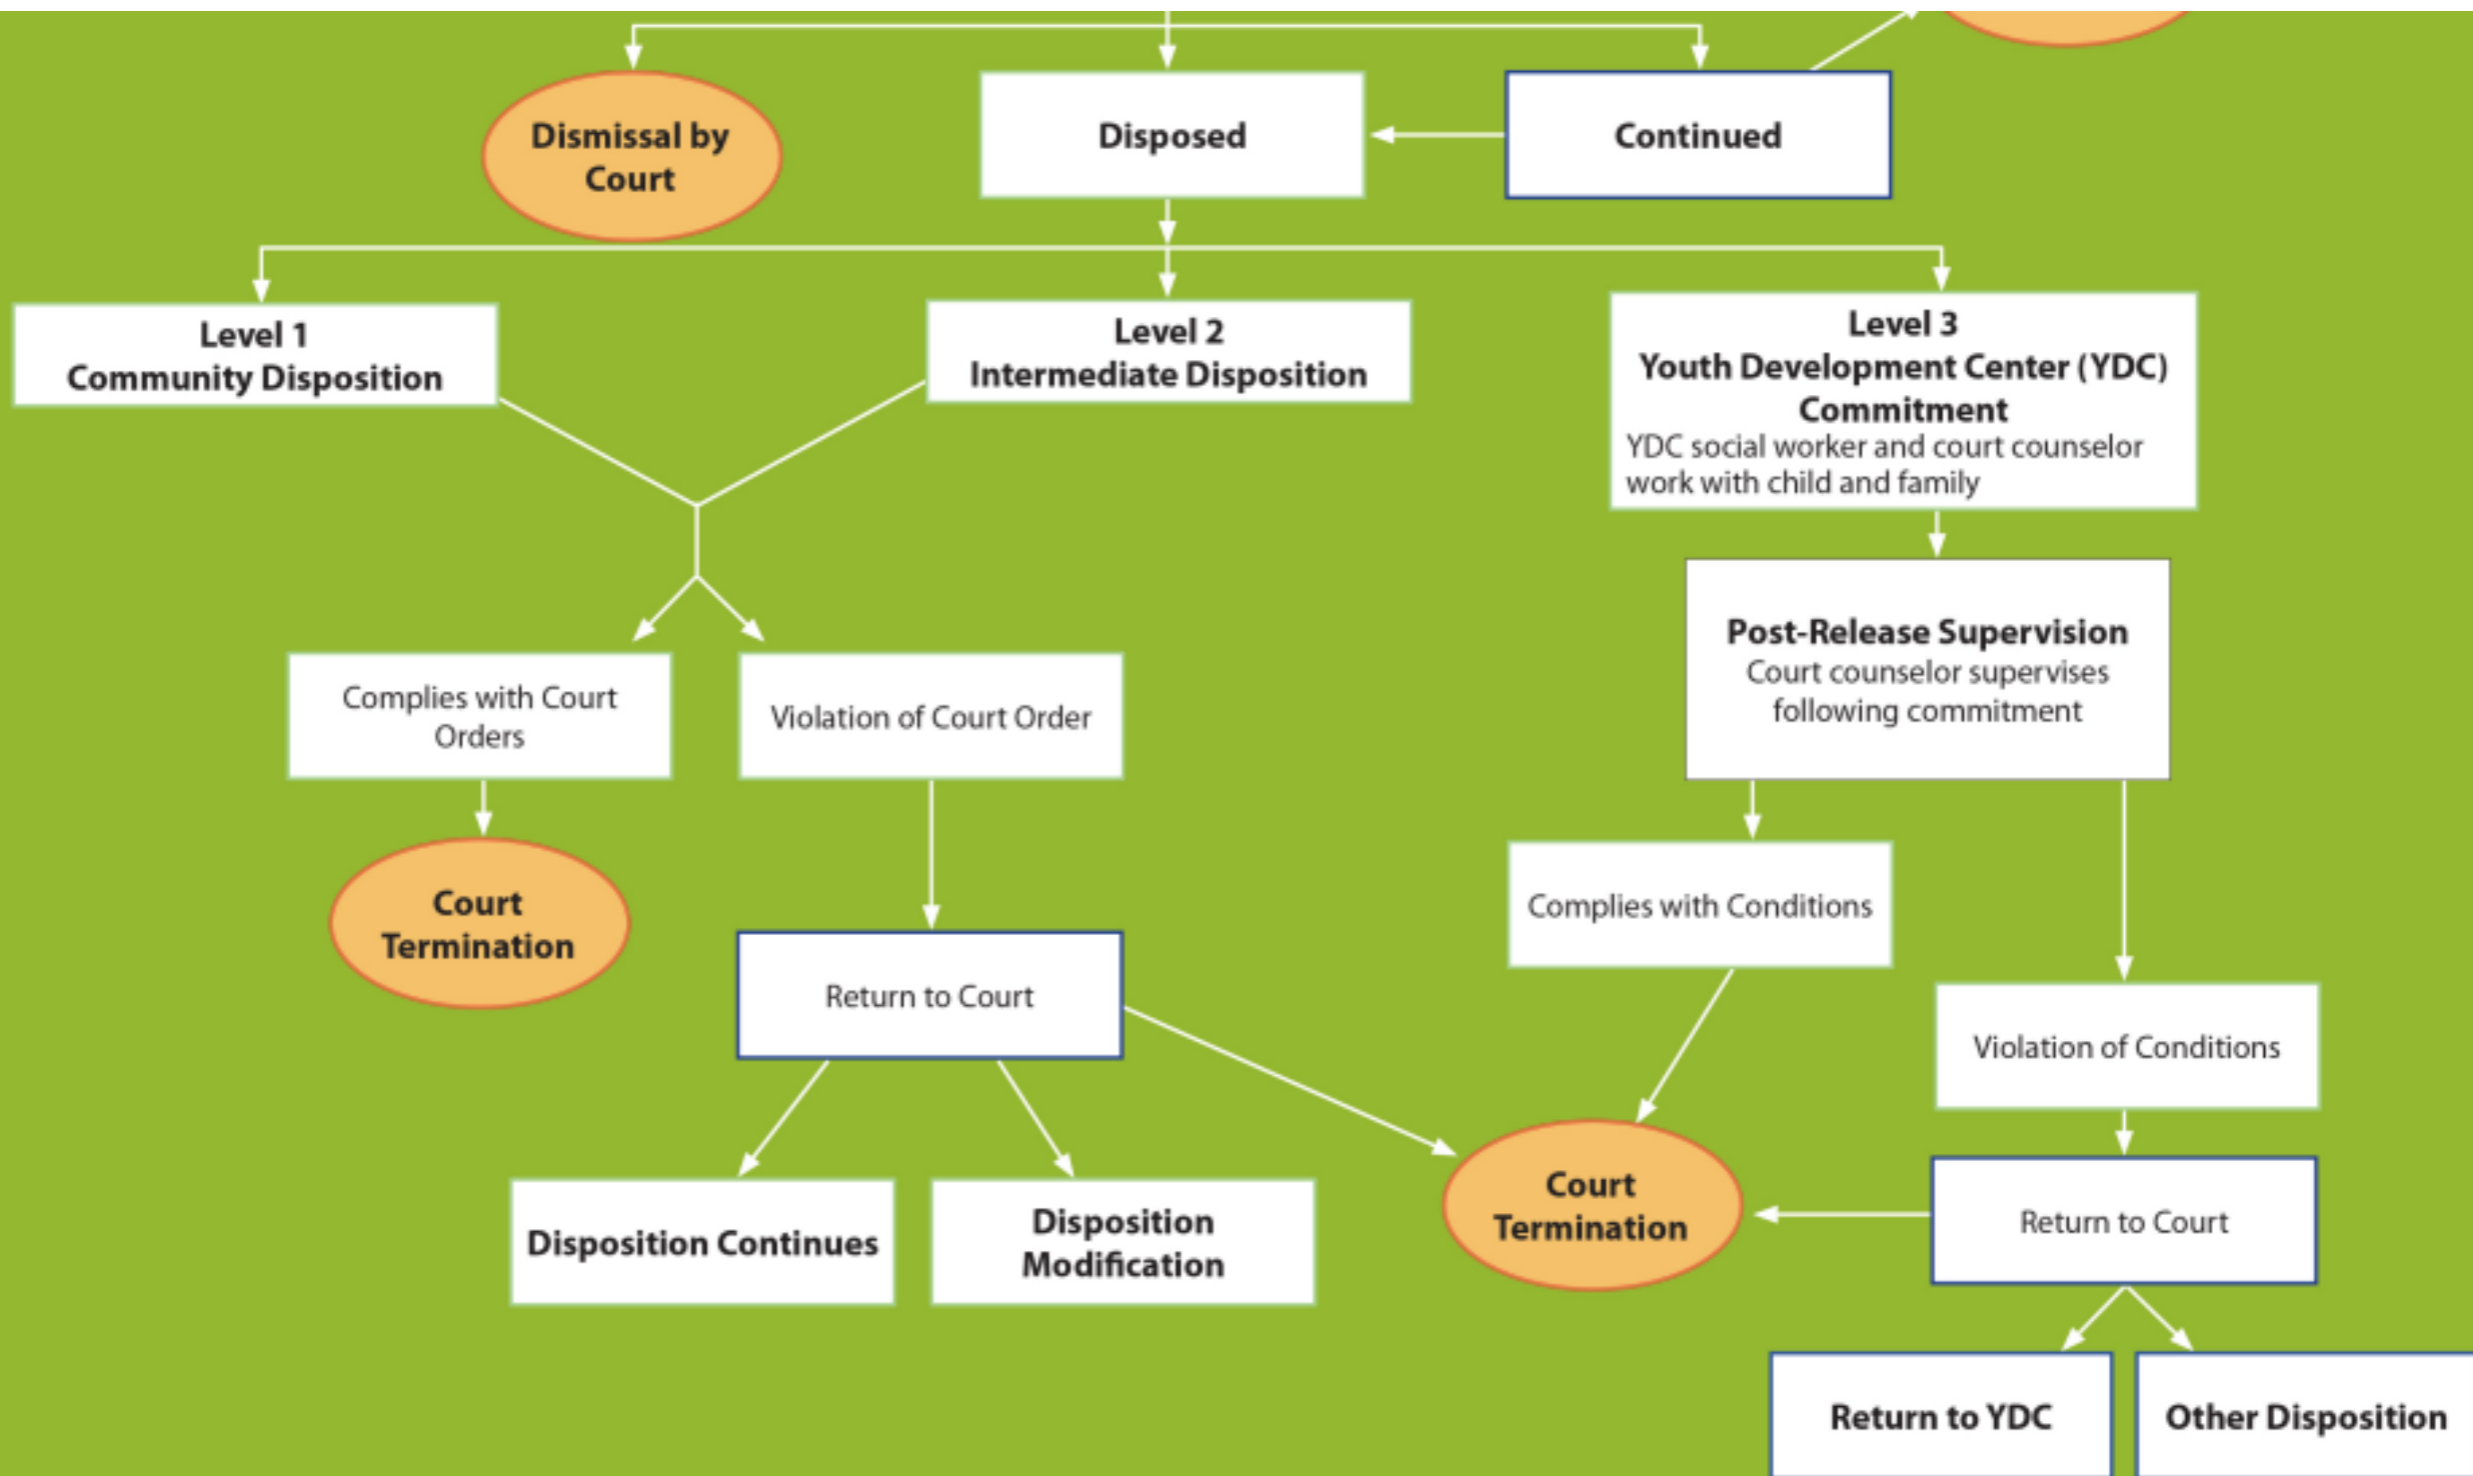 Dismissal by
Court
Disposed
Continued
Level 1
Community Disposition
Level 2
Intermediate Disposition
Level 3
Youth Development Center (YDC)
Commitment
YDC social worker and court counselor
work with child and family
Post-Release Supervision
Court counselor supervises
following commitment
Complies with Court
Orders
Violation of Court Order
Court
Termination
Return to Court
Complies with Conditions
Violation of Conditions
Disposition Continues
Disposition
Modification
Court
Termination
Return to Court
Return to YDC
Other Disposition